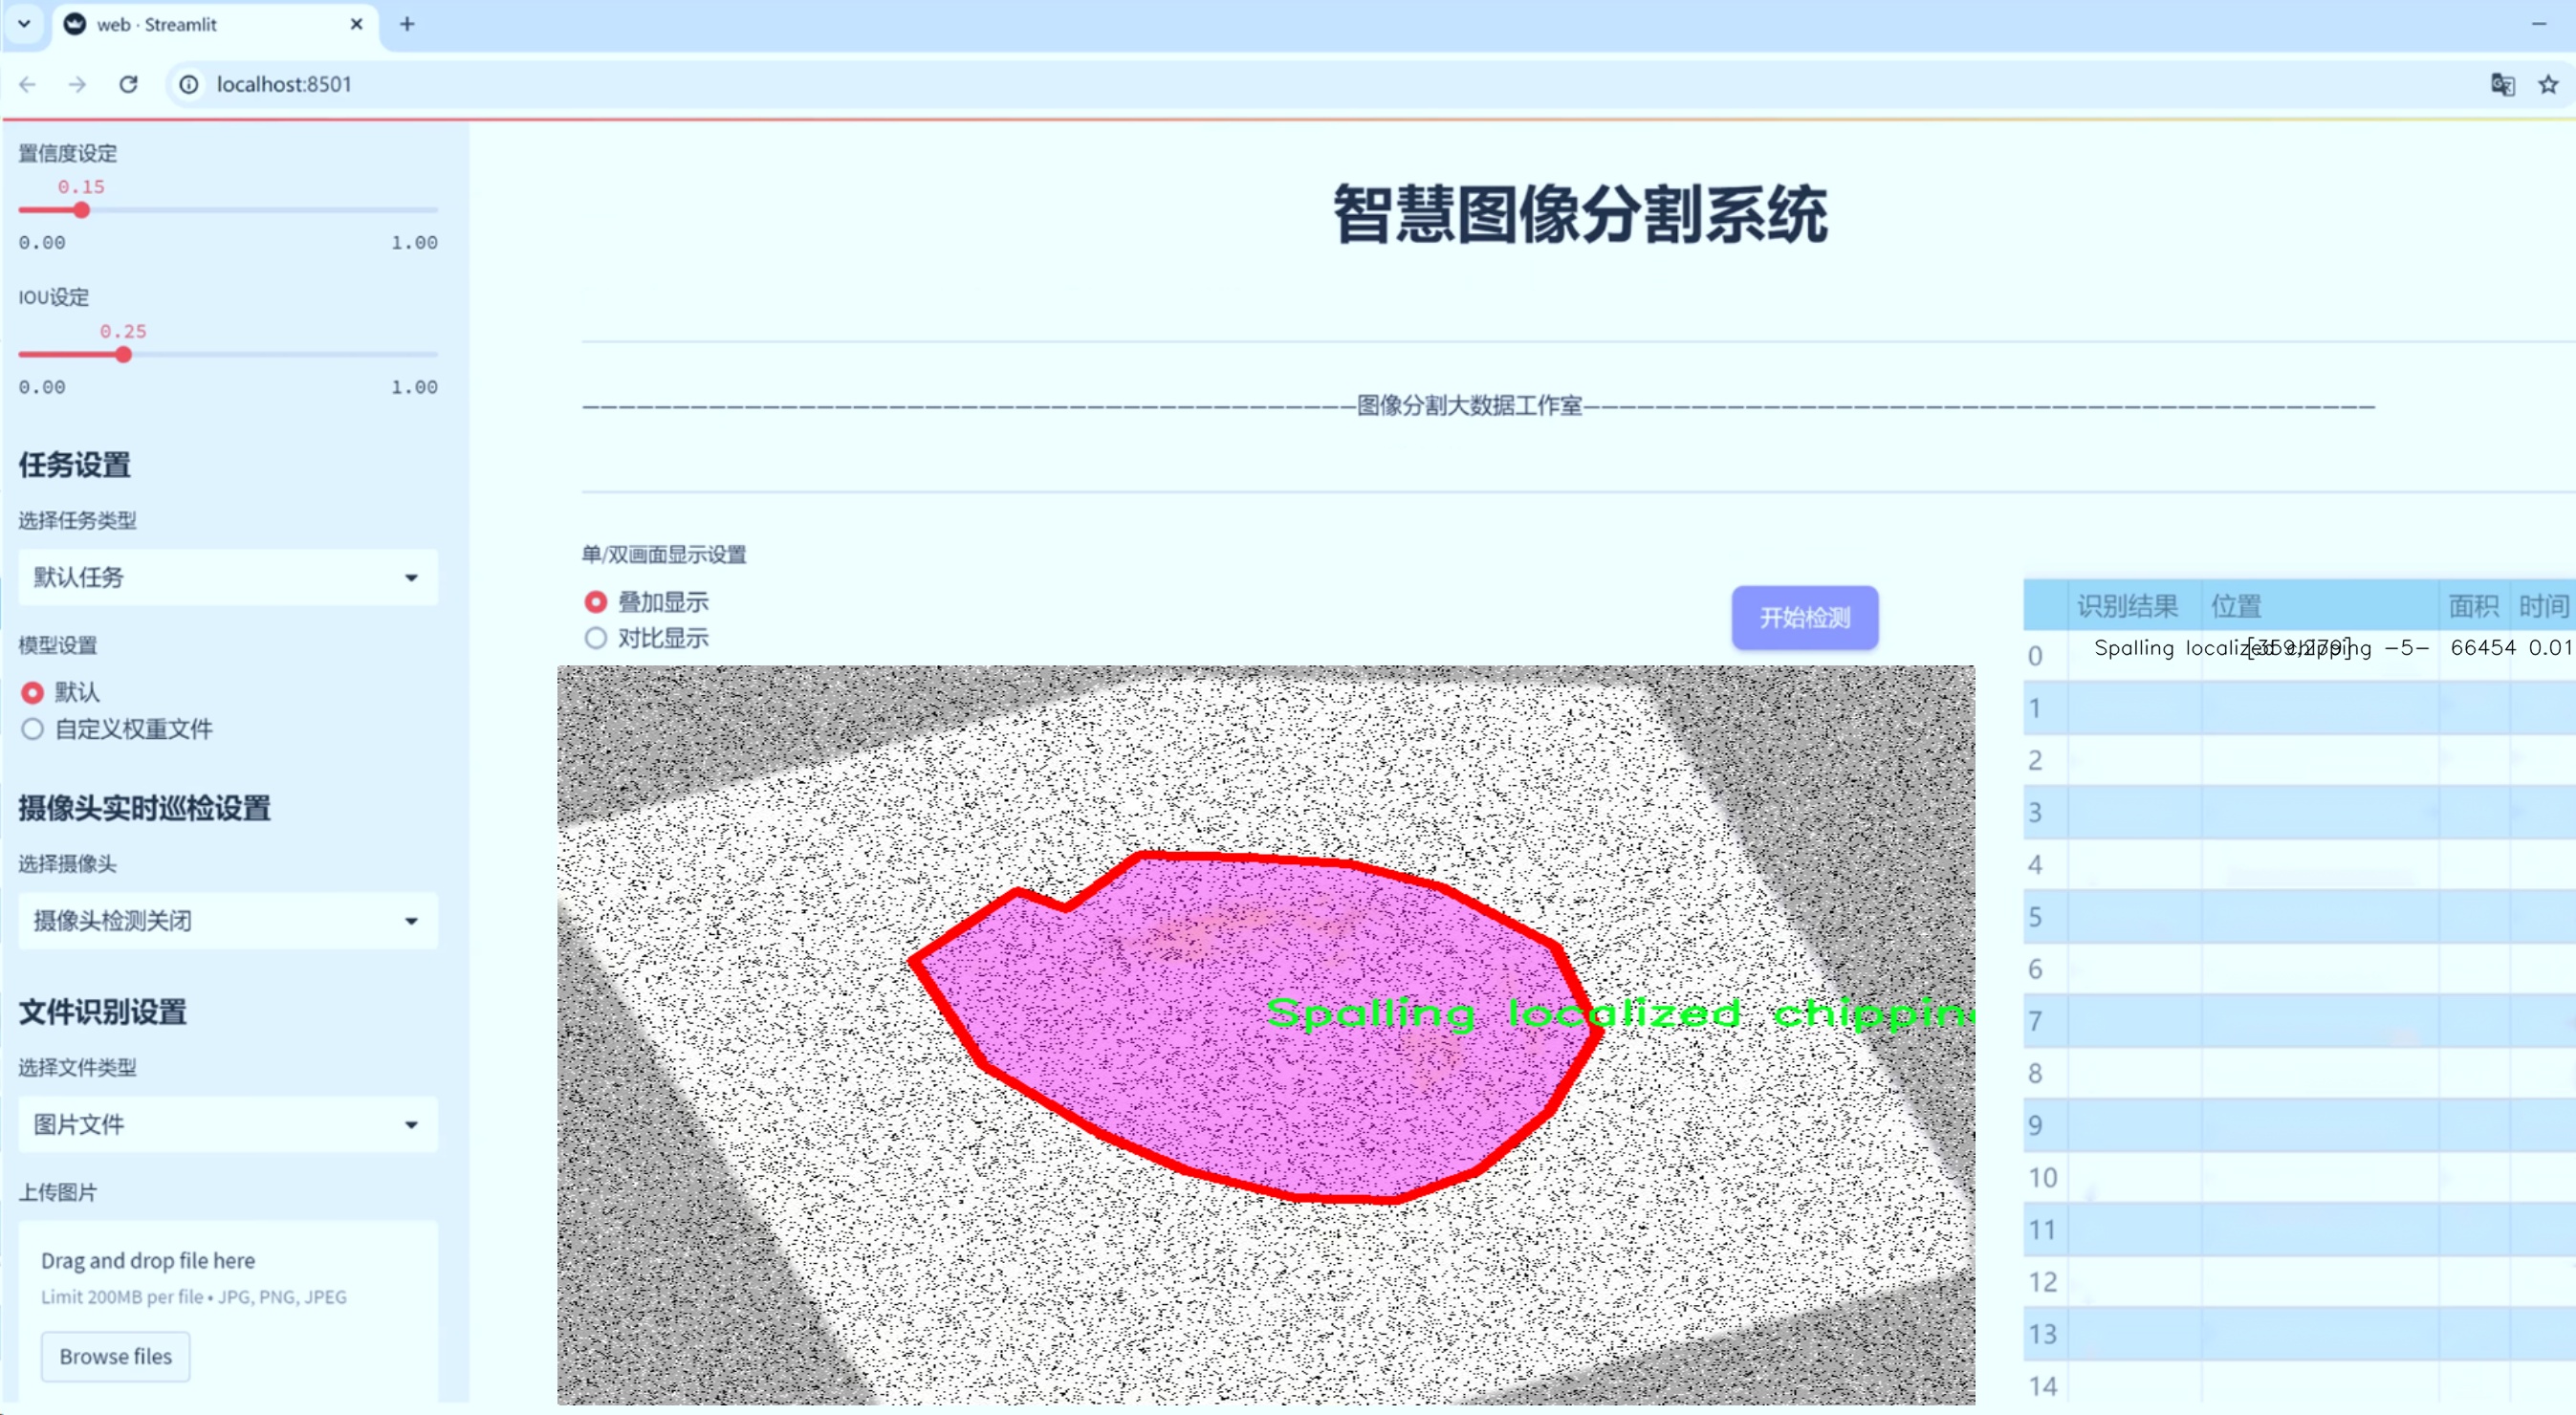 web · Streamlit
localhost:8501
置信度设定
0.15
0.00 1.00
IOU设定
0.25
0.00 1.00
任务设置
选择任务类型
默认任务
模型设置
默认
自定义权重文件
摄像头实时巡检设置
选择摄像头
摄像头检测关闭
文件识别设置
选择文件类型
图片文件
上传图片
Drag and drop file here
Limit 200MB per file • JPG, PNG, JPEG
Browse files
智慧图像分割系统
图像分割大数据工作室
单/双画面显示设置
叠加显示
对比显示
开始检测
Spalling localized chipping
识别结果 位置 面积 时间
0 Spalling localized chipping -5- [359,279] 66454 0.01
1
2
3
4
5
6
7
8
9
10
11
12
13
14